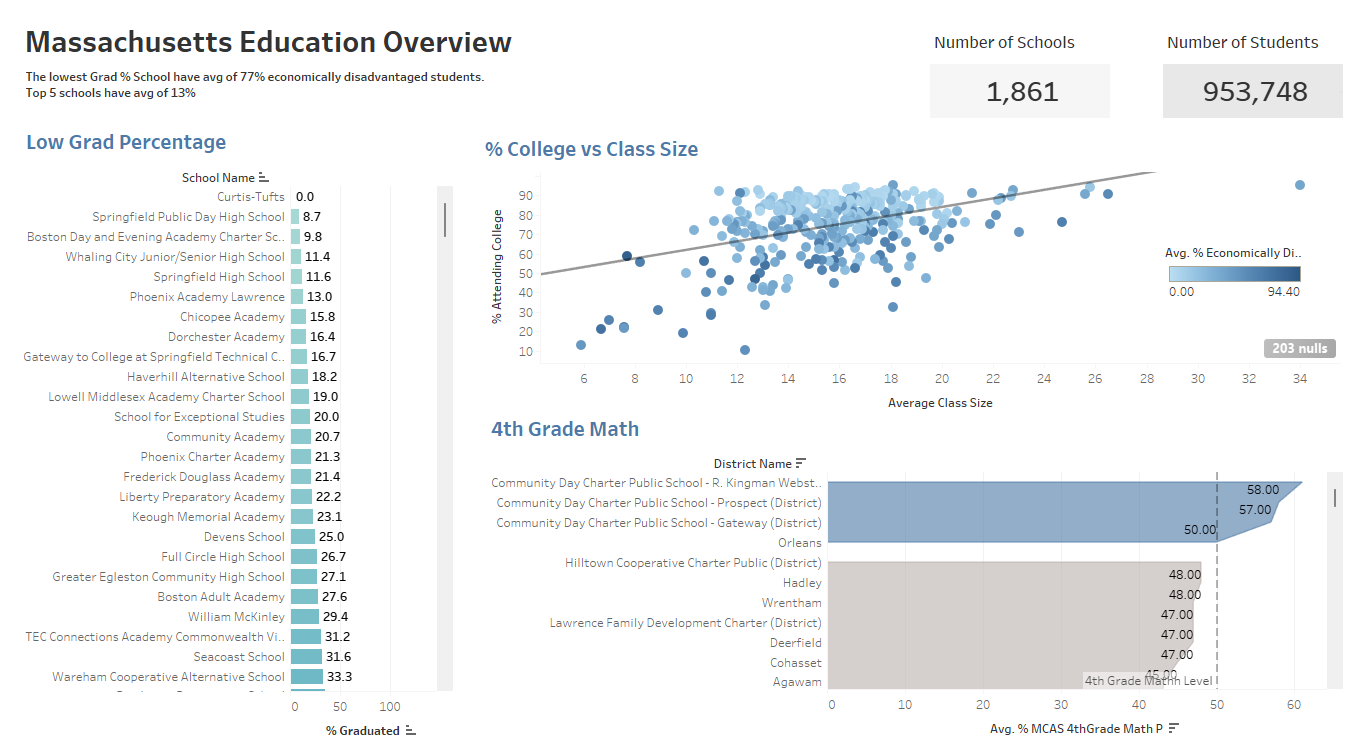 Massachusetts Education Overview
The lowest Grad % School have avg of 77% economically disadvantaged students.
Top 5 schools have avg of 13%
Number of Schools
1,861
Number of Students
953,748
Low Grad Percentage
School Name
Curtis-Tufts 0.0
Springfield Public Day High School 8.7
Boston Day and Evening Academy Charter Sc.. 9.8
Whaling City Junior/Senior High School 11.4
Springfield High School 11.6
Phoenix Academy Lawrence 13.0
Chicopee Academy 15.8
Dorchester Academy 16.4
Gateway to College at Springfield Technical C.. 16.7
Haverhill Alternative School 18.2
Lowell Middlesex Academy Charter School 19.0
School for Exceptional Studies 20.0
Community Academy 20.7
Phoenix Charter Academy 21.3
Frederick Douglass Academy 21.4
Liberty Preparatory Academy 22.2
Keough Memorial Academy 23.1
Devens School 25.0
Full Circle High School 26.7
Greater Egleston Community High School 27.1
Boston Adult Academy 27.6
William McKinley 29.4
TEC Connections Academy Commonwealth Vi.. 31.2
Seacoast School 31.6
Wareham Cooperative Alternative School 33.3
0 50 100
% Graduated
% College vs Class Size
% Attending College
90
80
70
60
50
40
30
20
10
6 8 10 12 14 16 18 20 22 24 26 28 30 32 34
Average Class Size
Avg. % Economically Di..
0.00 94.40
203 nulls
4th Grade Math
District Name
Community Day Charter Public School - R. Kingman Webst..
58.00
Community Day Charter Public School - Prospect (District)
57.00
Community Day Charter Public School - Gateway (District)
50.00
Orleans
Hilltown Cooperative Charter Public (District)
48.00
Hadley
48.00
Wrentham
47.00
Lawrence Family Development Charter (District)
47.00
Deerfield
47.00
Cohasset
45.00
Agawam
4th Grade Mathh Level
0 10 20 30 40 50 60
Avg. % MCAS 4thGrade Math P